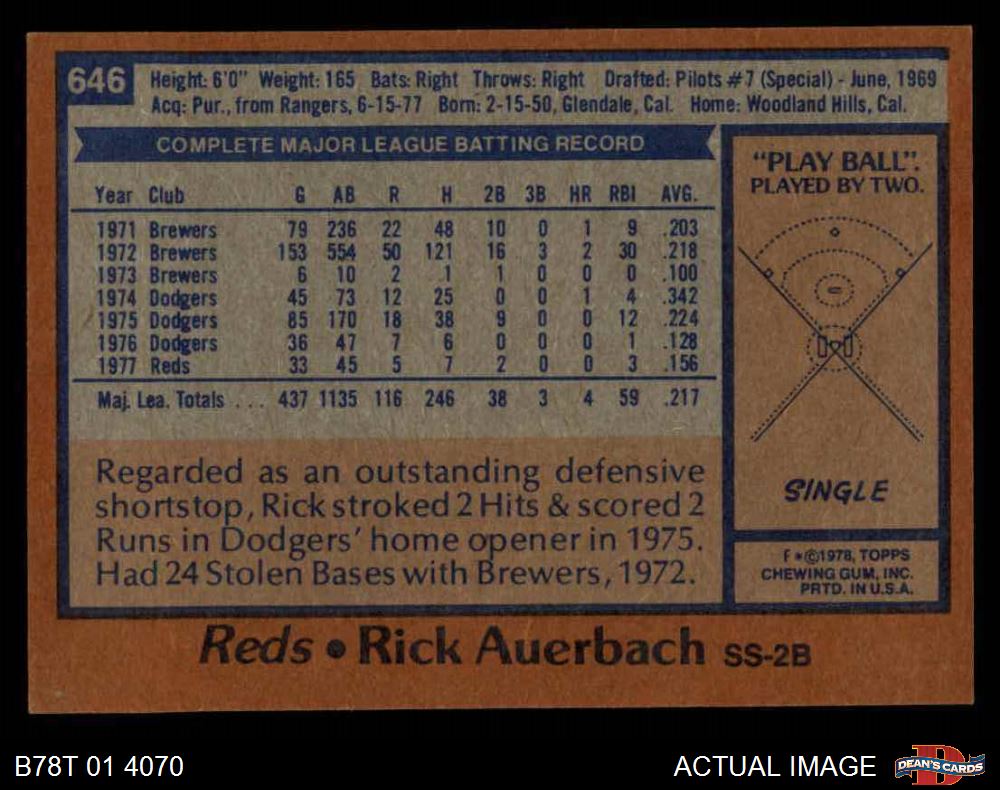 646
Height: 6'0" Weight: 165 Bats: Right Throws: Right Drafted: Pilots #7 (Special) - June, 1969
Acq: Pur., from Rangers, 6-15-77 Born: 2-15-50, Glendale, Cal. Home: Woodland Hills, Cal.
COMPLETE MAJOR LEAGUE BATTING RECORD
Year Club G AB R H 2B 3B HR RBI AVG.
1971 Brewers 79 236 22 48 10 0 1 9 .203
1972 Brewers 153 554 50 121 16 3 2 30 .218
1973 Brewers 6 10 2 1 1 0 0 0 .100
1974 Dodgers 45 73 12 25 0 0 1 4 .342
1975 Dodgers 85 170 18 38 9 0 0 12 .224
1976 Dodgers 36 47 7 6 0 0 0 1 .128
1977 Reds 33 45 5 7 2 0 0 3 .156
Maj. Lea. Totals ... 437 1135 116 246 38 3 4 59 .217
Regarded as an outstanding defensive
shortstop, Rick stroked 2 Hits & scored 2
Runs in Dodgers' home opener in 1975.
Had 24 Stolen Bases with Brewers, 1972.
"PLAY BALL".
PLAYED BY TWO.
SINGLE
F*©1978, TOPPS
CHEWING GUM, INC.
PRTD. IN U.S.A.
Reds • Rick Auerbach SS-2B
B78T 01 4070
ACTUAL IMAGE
D
DEAN'S CARDS